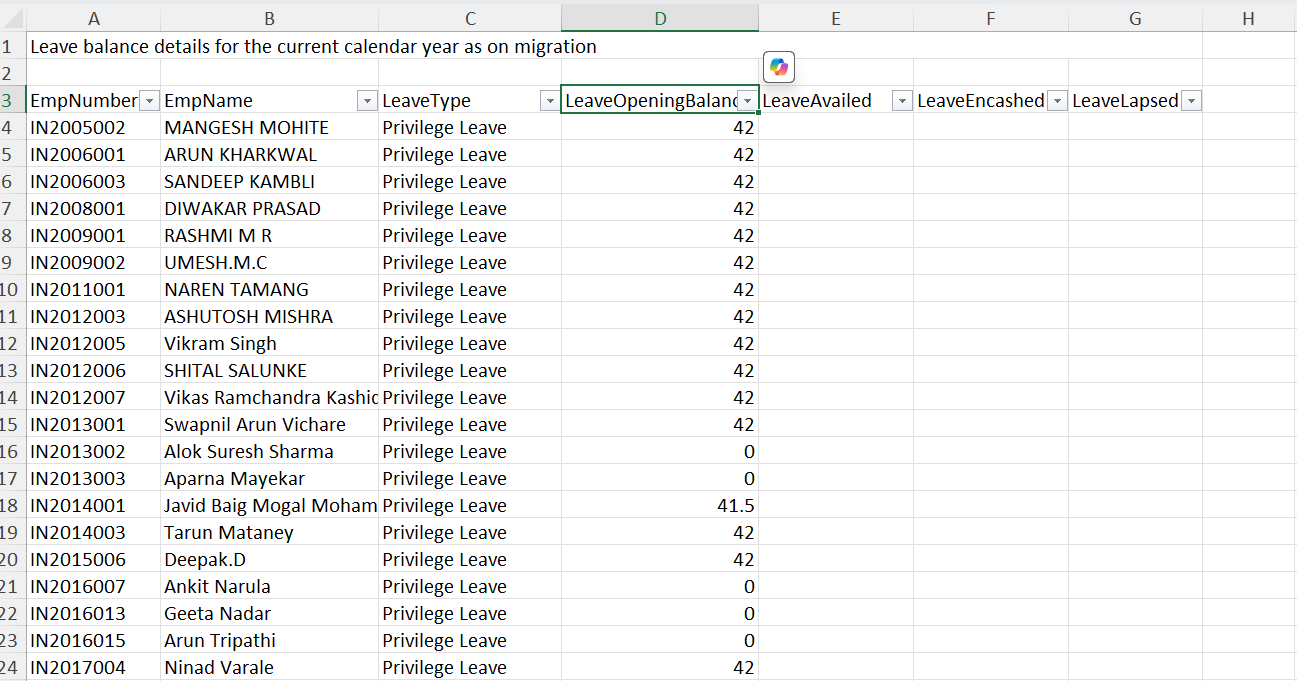 A B C D E F G H
1 Leave balance details for the current calendar year as on migration
2
3 EmpNumber EmpName LeaveType LeaveOpeningBalanc LeaveAvailed LeaveEncashed LeaveLapsed
4 IN2005002 MANGESH MOHITE Privilege Leave 42
5 IN2006001 ARUN KHARKWAL Privilege Leave 42
6 IN2006003 SANDEEP KAMBLI Privilege Leave 42
7 IN2008001 DIWAKAR PRASAD Privilege Leave 42
8 IN2009001 RASHMI M R Privilege Leave 42
9 IN2009002 UMESH.M.C Privilege Leave 42
10 IN2011001 NAREN TAMANG Privilege Leave 42
11 IN2012003 ASHUTOSH MISHRA Privilege Leave 42
12 IN2012005 Vikram Singh Privilege Leave 42
13 IN2012006 SHITAL SALUNKE Privilege Leave 42
14 IN2012007 Vikas Ramchandra Kashid Privilege Leave 42
15 IN2013001 Swapnil Arun Vichare Privilege Leave 42
16 IN2013002 Alok Suresh Sharma Privilege Leave 0
17 IN2013003 Aparna Mayekar Privilege Leave 0
18 IN2014001 Javid Baig Mogal Moham Privilege Leave 41.5
19 IN2014003 Tarun Mataney Privilege Leave 42
20 IN2015006 Deepak.D Privilege Leave 42
21 IN2016007 Ankit Narula Privilege Leave 0
22 IN2016013 Geeta Nadar Privilege Leave 0
23 IN2016015 Arun Tripathi Privilege Leave 0
24 IN2017004 Ninad Varale Privilege Leave 42